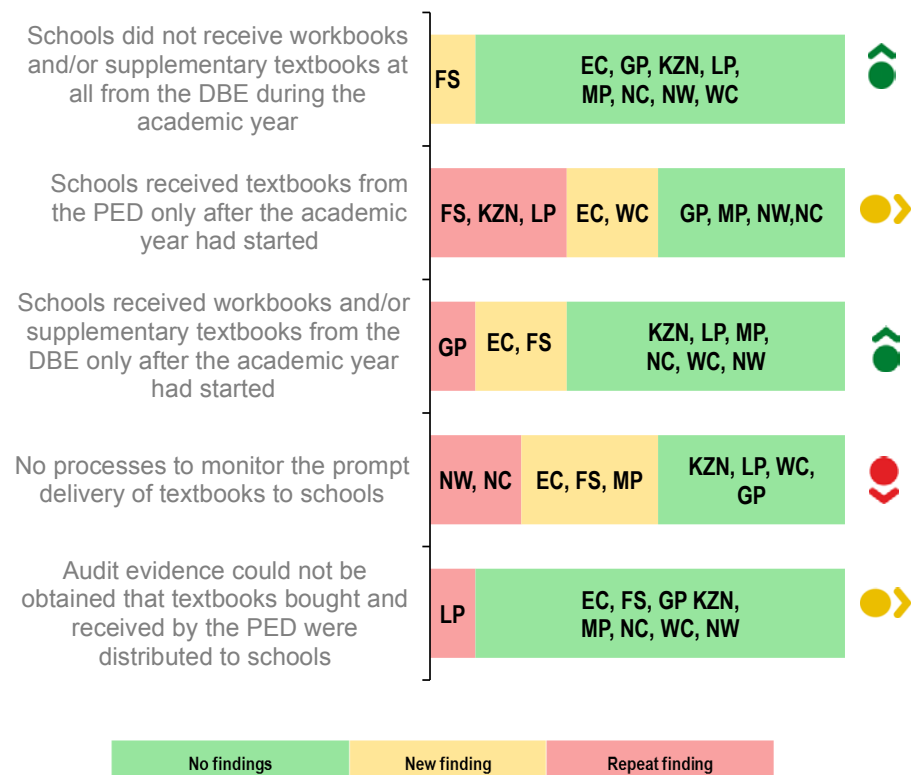 Schools did not receive workbooks
and/or supplementary textbooks at
all from the DBE during the
academic year
FS
EC, GP, KZN, LP,
MP, NC, NW, WC
Schools received textbooks from
the PED only after the academic
year had started
FS, KZN, LP
EC, WC
GP, MP, NW,NC
Schools received workbooks and/or
supplementary textbooks from the
DBE only after the academic year
had started
GP
EC, FS
KZN, LP, MP,
NC, WC, NW
No processes to monitor the prompt
delivery of textbooks to schools
NW, NC
EC, FS, MP
KZN, LP, WC,
GP
Audit evidence could not be
obtained that textbooks bought and
received by the PED were
distributed to schools
LP
EC, FS, GP KZN,
MP, NC, WC, NW
No findings
New finding
Repeat finding